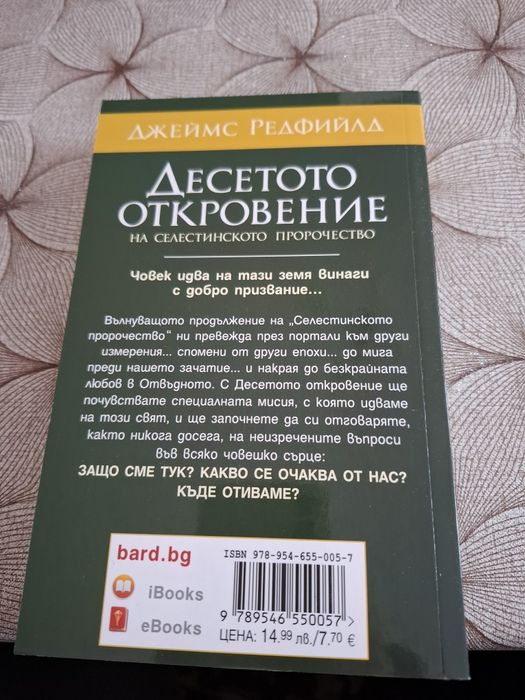 Джеймс Редфийлд
Десетото
откровение
на селестинското пророчество
Човек идва на тази земя винаги
с добро призвание...
Вълнуващото продължение на „Селестинското
пророчество“ ни превежда през портали към други
измерения... спомени от други епохи... до мига
преди нашето зачатие... и накрая до безкрайната
любов в Отвъдното. С Десетото откровение ще
почувствате специалната мисия, с която идваме
на този свят, и ще започнете да си отговаряте,
както никога досега, на неизречените въпроси
във всяко човешко сърце:
ЗАЩО СМЕ ТУК? КАКВО СЕ ОЧАКВА ОТ НАС?
КЪДЕ ОТИВАМЕ?
bard.bg
iBooks
eBooks
ISBN 978-954-655-005-7
9 789546 550057 >
ЦЕНА: 14.99 лв./7.70 €